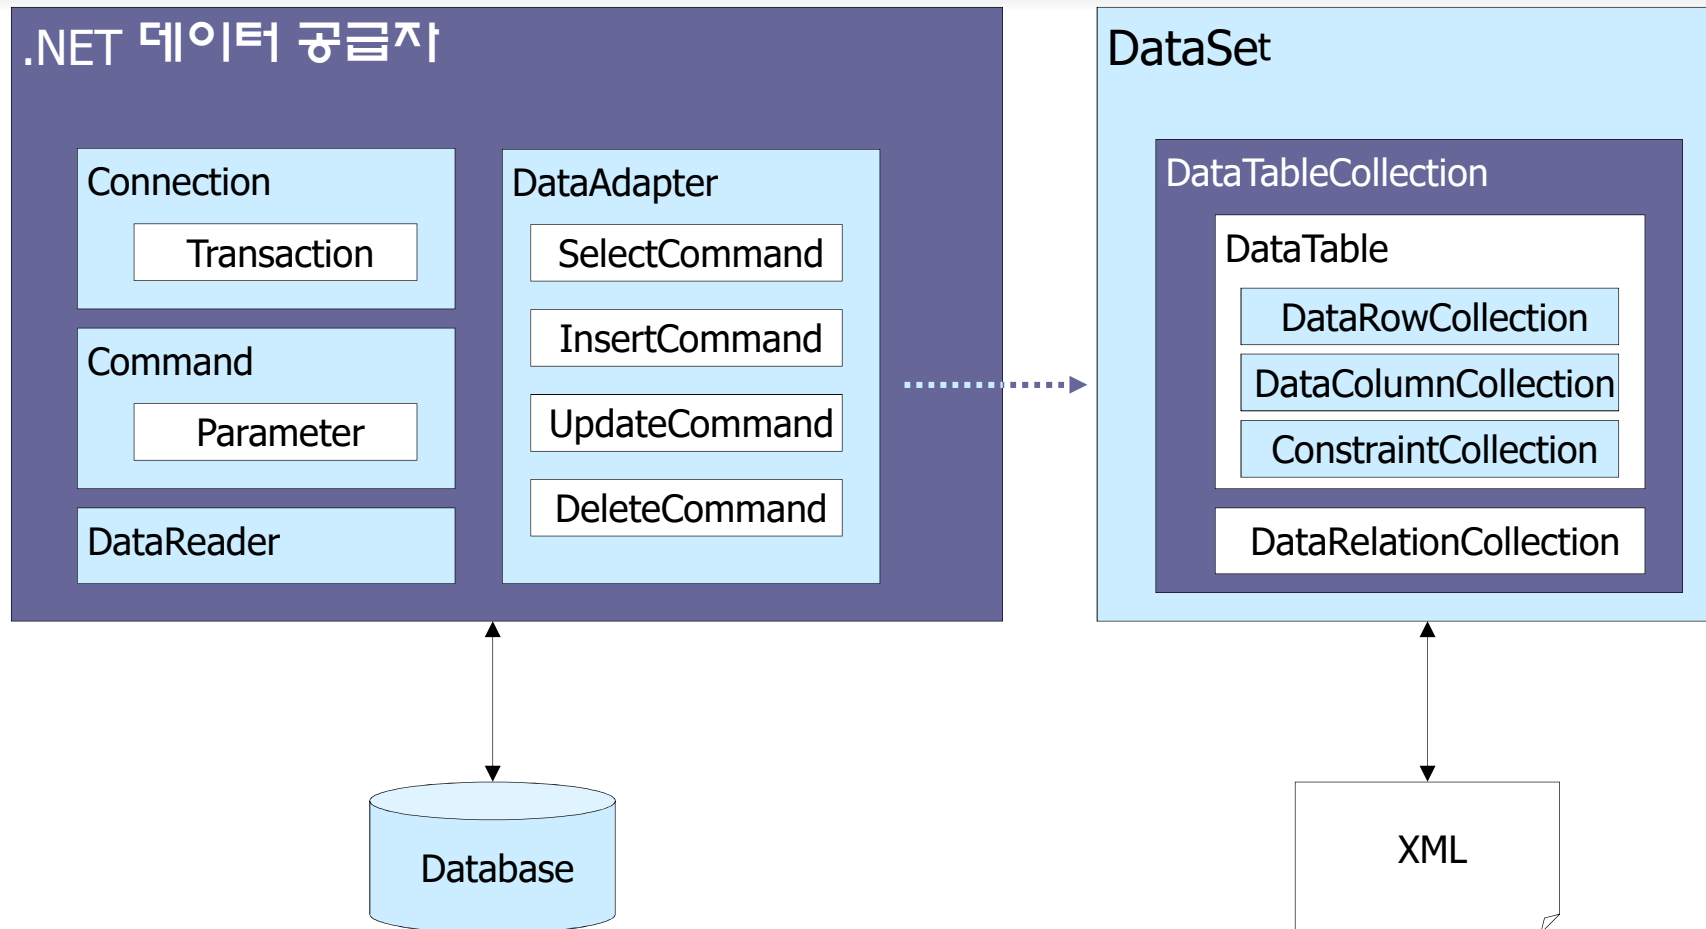 .NET 데이터 공급자
Connection
Transaction
Command
Parameter
DataReader
DataAdapter
SelectCommand
InsertCommand
UpdateCommand
DeleteCommand
Database
DataSet
DataTableCollection
DataTable
DataRowCollection
DataColumnCollection
ConstraintCollection
DataRelationCollection
XML